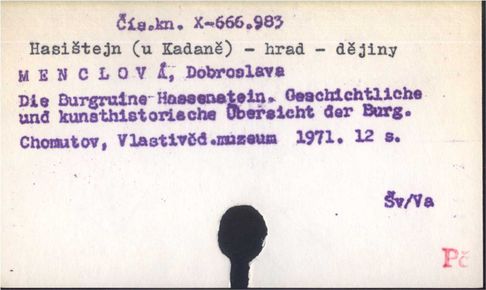 Čís.kn. X-666.983
Hasištejn (u Kadaně) - hrad - dějiny
M E N C L O V Á, Dobroslava
Die Burgruine Hassenstein. Geschichtliche
und kunsthistorische Übersicht der Burg.
Chomutov, Vlastivěd.muzeum 1971. 12 s.
Šv/Va
Pč